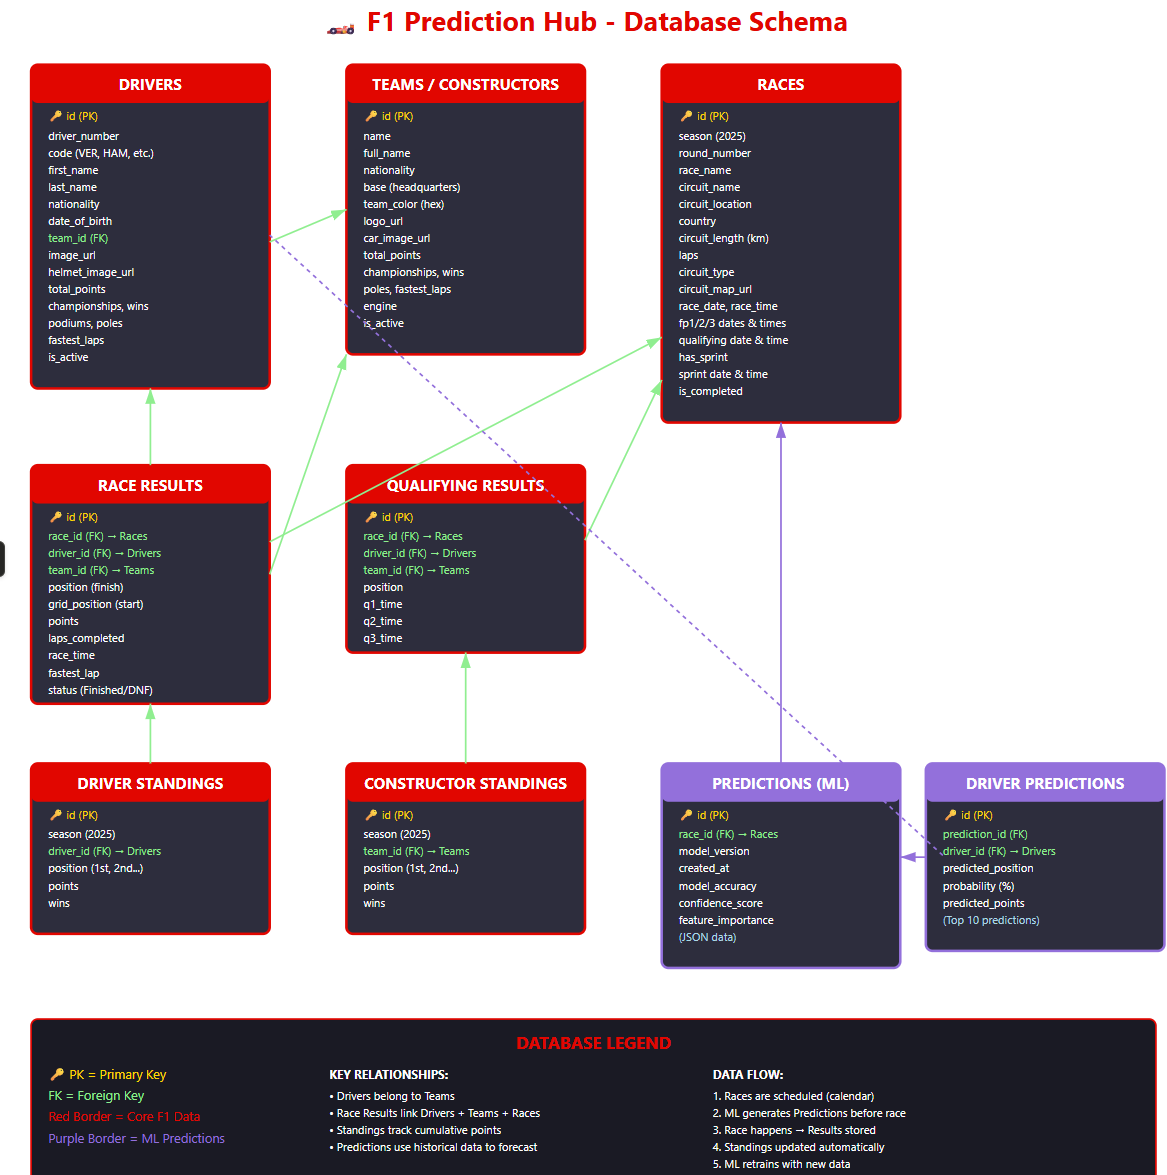 F1 Prediction Hub - Database Schema
DRIVERS
id (PK)
driver_number
code (VER, HAM, etc.)
first_name
last_name
nationality
date_of_birth
team_id (FK)
image_url
helmet_image_url
total_points
championships, wins
podiums, poles
fastest_laps
is_active
TEAMS / CONSTRUCTORS
id (PK)
name
full_name
nationality
base (headquarters)
team_color (hex)
logo_url
car_image_url
total_points
championships, wins
poles, fastest_laps
engine
is_active
RACES
id (PK)
season (2025)
round_number
race_name
circuit_name
circuit_location
country
circuit_length (km)
laps
circuit_type
circuit_map_url
race_date, race_time
fp1/2/3 dates & times
qualifying date & time
has_sprint
sprint date & time
is_completed
RACE RESULTS
id (PK)
race_id (FK) → Races
driver_id (FK) → Drivers
team_id (FK) → Teams
position (finish)
grid_position (start)
points
laps_completed
race_time
fastest_lap
status (Finished/DNF)
QUALIFYING RESULTS
id (PK)
race_id (FK) → Races
driver_id (FK) → Drivers
team_id (FK) → Teams
position
q1_time
q2_time
q3_time
DRIVER STANDINGS
id (PK)
season (2025)
driver_id (FK) → Drivers
position (1st, 2nd...)
points
wins
CONSTRUCTOR STANDINGS
id (PK)
season (2025)
team_id (FK) → Teams
position (1st, 2nd...)
points
wins
PREDICTIONS (ML)
id (PK)
race_id (FK) → Races
model_version
created_at
model_accuracy
confidence_score
feature_importance
(JSON data)
DRIVER PREDICTIONS
id (PK)
prediction_id (FK)
driver_id (FK) → Drivers
predicted_position
probability (%)
predicted_points
(Top 10 predictions)
DATABASE LEGEND
PK = Primary Key
FK = Foreign Key
Red Border = Core F1 Data
Purple Border = ML Predictions
KEY RELATIONSHIPS:
• Drivers belong to Teams
• Race Results link Drivers + Teams + Races
• Standings track cumulative points
• Predictions use historical data to forecast
DATA FLOW:
1. Races are scheduled (calendar)
2. ML generates Predictions before race
3. Race happens → Results stored
4. Standings updated automatically
5. ML retrains with new data